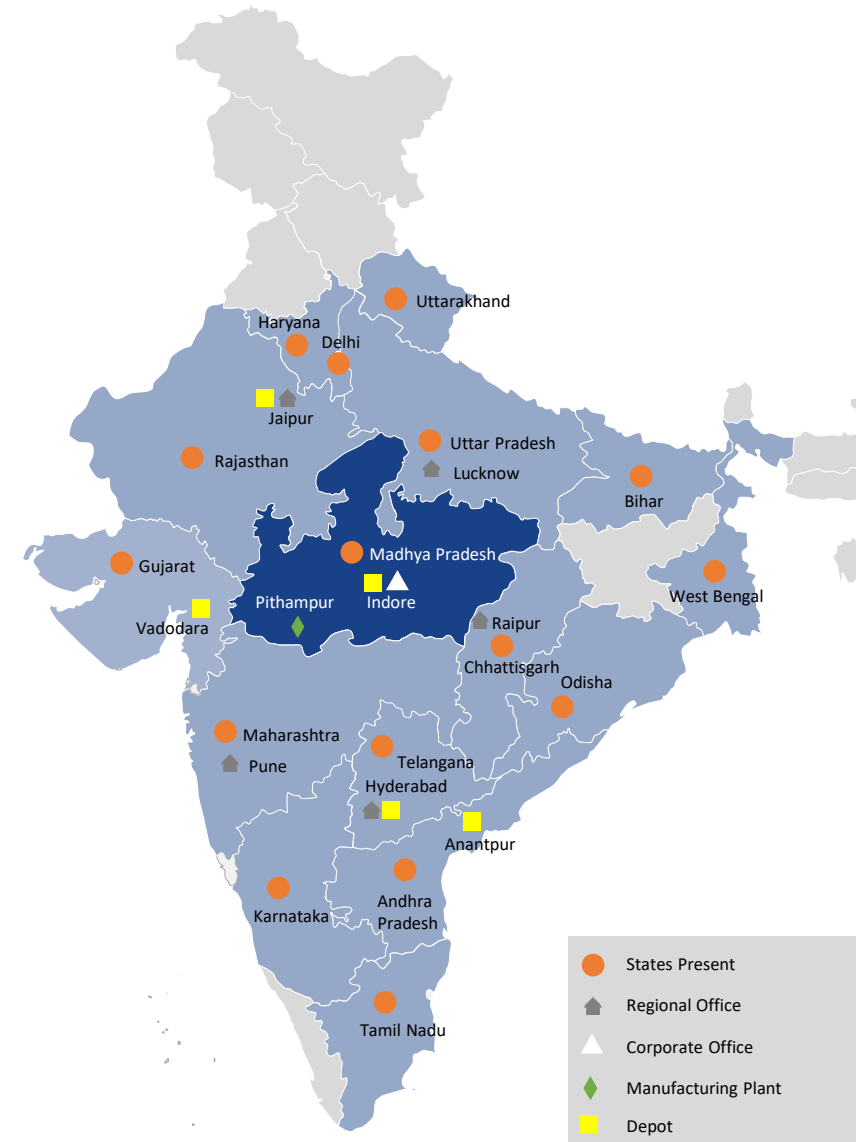 Uttarakhand
Haryana
Delhi
Jaipur
Uttar Pradesh
Rajasthan
Lucknow
Bihar
Madhya Pradesh
Gujarat
West Bengal
Pithampur
Indore
Vadodara
Raipur
Chhattisgarh
Odisha
Maharashtra
Telangana
Pune
Hyderabad
Anantpur
Andhra
Pradesh
Karnataka
Tamil Nadu
States Present
Regional Office
Corporate Office
Manufacturing Plant
Depot